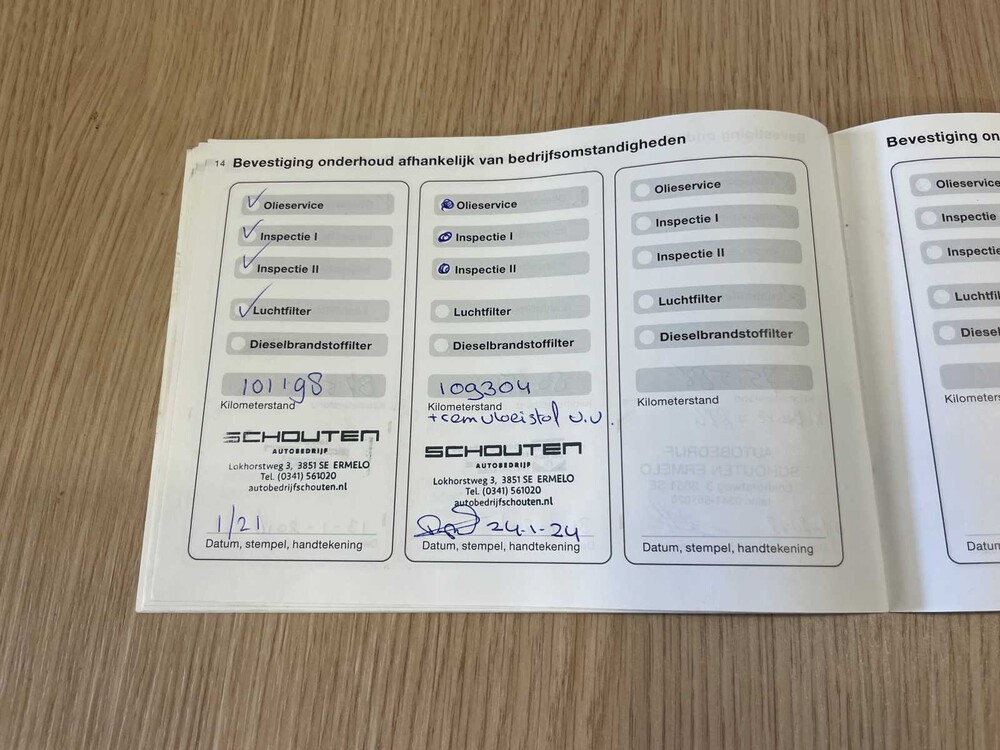 14 Bevestiging onderhoud afhankelijk van bedrijfsomstandigheden
Olieservice
Inspectie I
Inspectie II
Luchtfilter
Dieselbrandstoffilter
101198
Kilometerstand
SCHOUTEN
AUTOBEDRIJF
Lokhorstweg 3, 3851 SE ERMELO
Tel. (0341) 561020
autobedrijfschouten.nl
1/21
Datum, stempel, handtekening
Olieservice
Inspectie I
Inspectie II
Luchtfilter
Dieselbrandstoffilter
109304
Kilometerstand
+remvloeistof v.v.
SCHOUTEN
AUTOBEDRIJF
Lokhorstweg 3, 3851 SE ERMELO
Tel. (0341) 561020
autobedrijfschouten.nl
24-1-24
Datum, stempel, handtekening
Olieservice
Inspectie I
Inspectie II
Luchtfilter
Dieselbrandstoffilter
Kilometerstand
Datum, stempel, handtekening
Bevestiging on
Olieservice
Inspectie
Inspectie
Luchtfil
Diesel
Kilometers
Datun